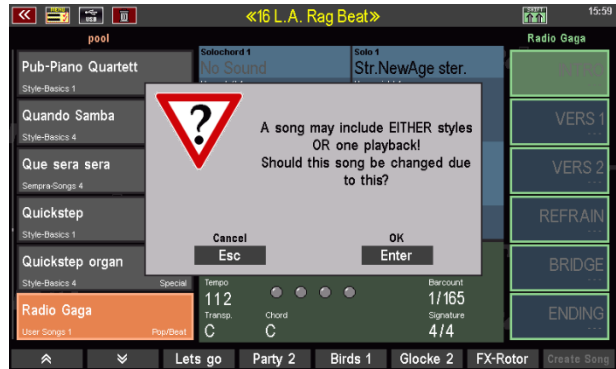 MENU
USB
«16 L.A. Rag Beat»
SHIFT
15:59
pool
Radio Gaga
Pub-Piano Quartett
Style-Basics 1
Quando Samba
Style-Basics 4
Que sera sera
Sempra-Songs 4
Quickstep
Style-Basics 1
Quickstep organ
Style-Basics 4 Special
Radio Gaga
User Songs 1 Pop/Beat
Solochord 1
No Sound
Solo 1
Str.NewAge ster.
?
A song may include EITHER styles
OR one playback!
Should this song be changed due
to this?
Cancel
Esc
OK
Enter
Tempo
112
Barcount
1/165
Transp.
C
Chord
C
Signature
4/4
INTRO
VERS 1
---
VERS 2
---
REFRAIN
---
BRIDGE
---
ENDING
---
Lets go Party 2 Birds 1 Glocke 2 FX-Rotor Create Song